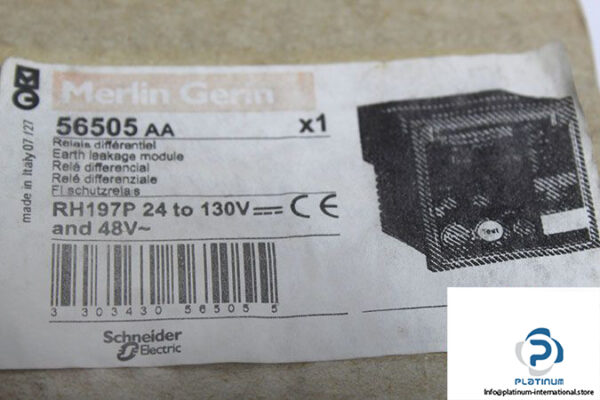 Merlin Gerin
56505 AA x1
Relais différentiel
Earth leakage module
Relé diferencial
Relé differenziale
FI schutzrelais
RH197P 24 to 130V⎓ CE
and 48V~
3 303430 565055
Schneider
Electric
made in Italy 07/27
Test
PLATINUM
Info@platinum-international.store